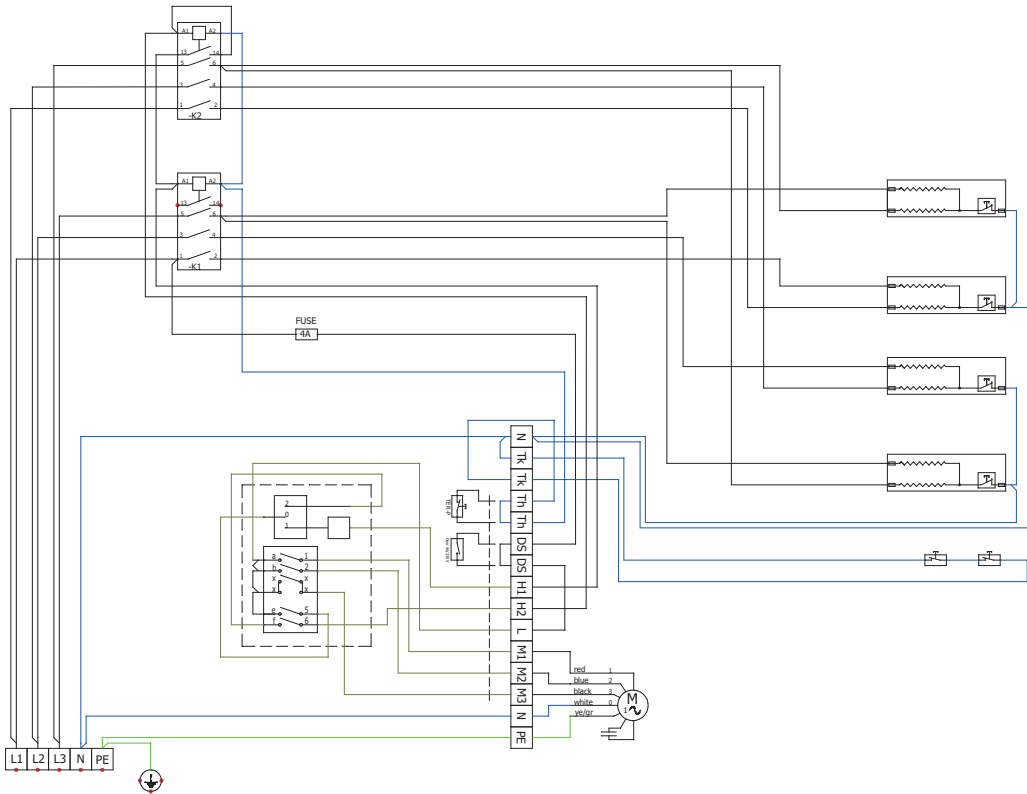 A1 A2
13 14
5 6
3 4
1 2
-K2
A1 A2
13 14
5 6
3 4
1 2
-K1
FUSE
4A
N
Tk
Tk
Th
Th
DS
DS
H1
H2
L
M1
M2
M3
N
PE
2
0
1
a 1
b 2
x x
x x
e 5
f 6
red 1
blue 2
black 3
white 0
ye/gr
M
1
L1 L2 L3 N PE